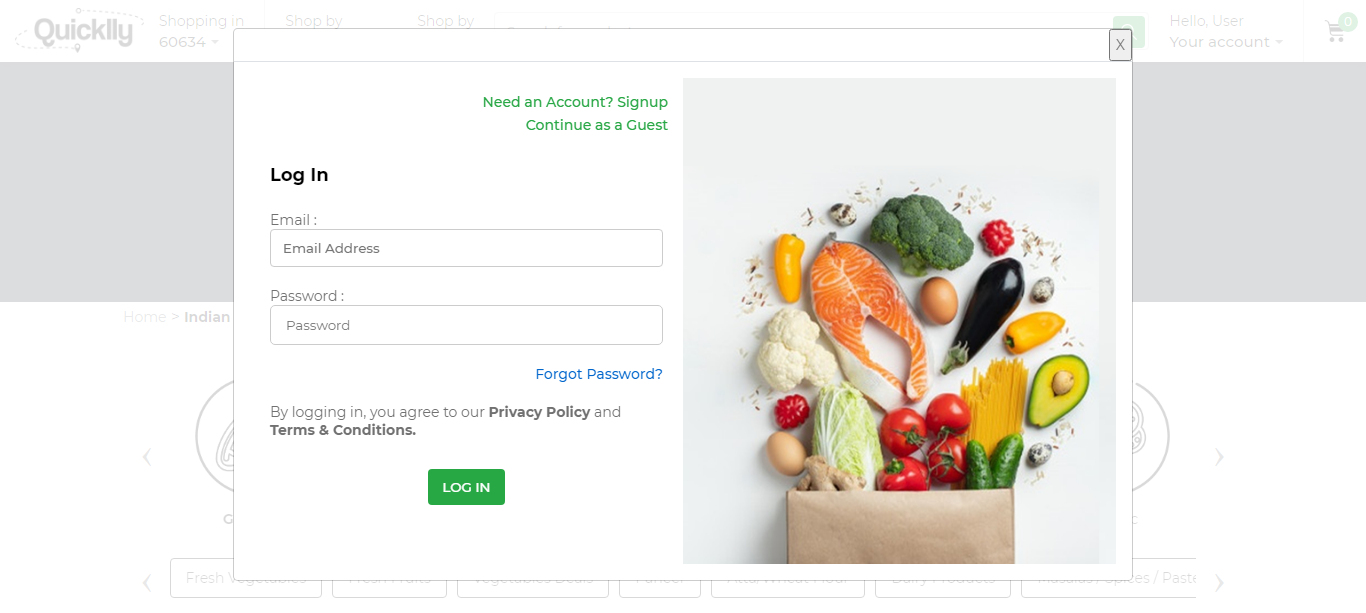 Quicklly
Shopping in
60634
Shop by
Shop by
Hello, User
Your account
0
X
Need an Account? Signup
Continue as a Guest
Log In
Email :
Email Address
Password :
Password
Forgot Password?
By logging in, you agree to our Privacy Policy and
Terms & Conditions.
LOG IN
Home > Indian
Fresh Vegetables
Fresh Fruits
Vegetables Deals
Paneer
Atta, Wheat Flour
Dairy Products
Masalas / Spices / Paste